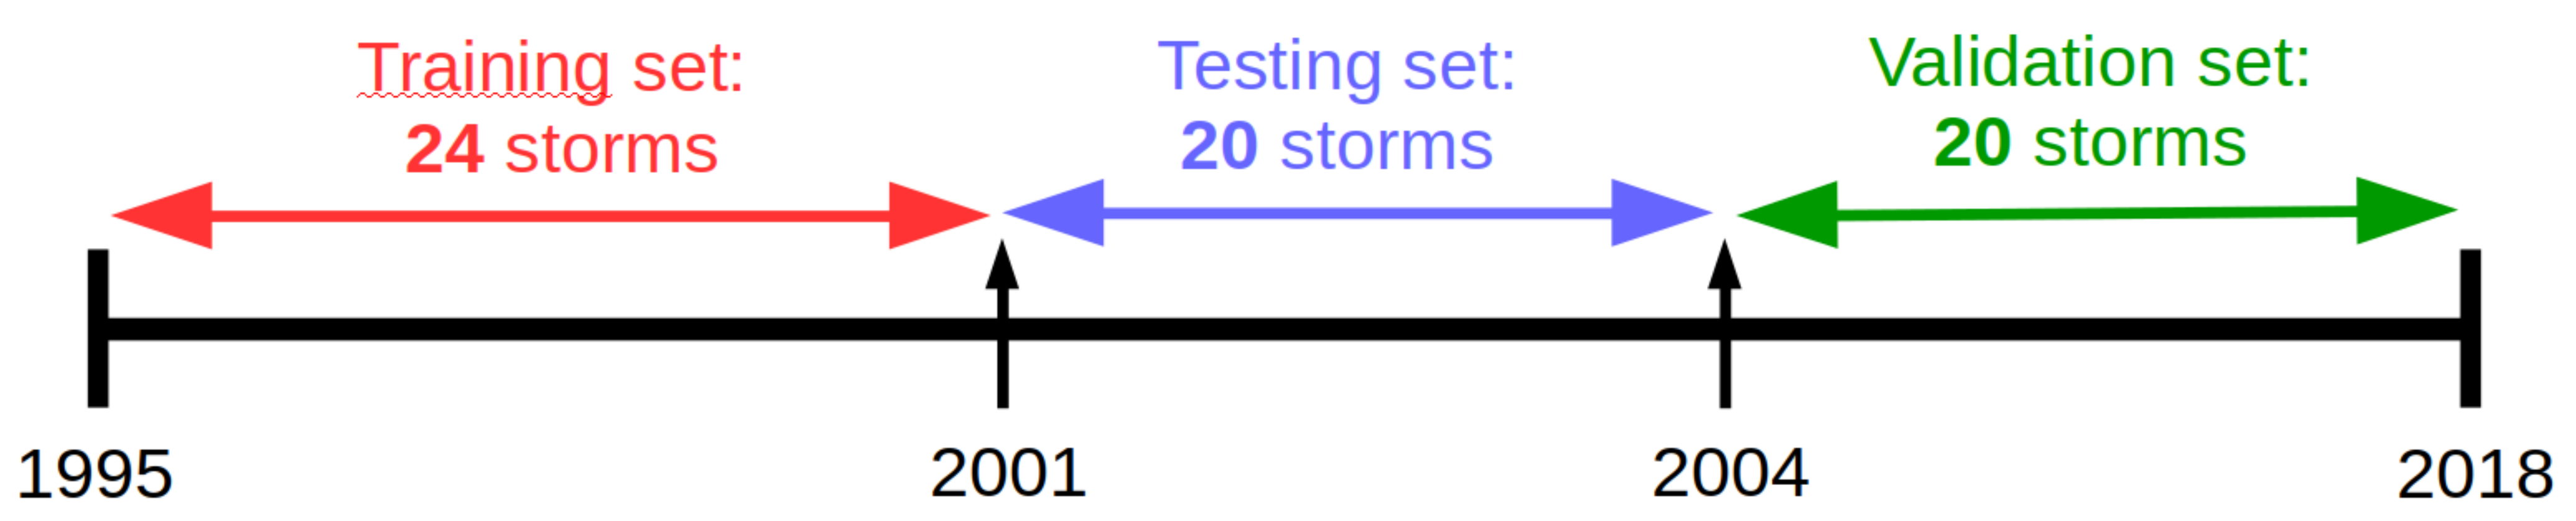 Training set:
24 storms
Testing set:
20 storms
Validation set:
20 storms
1995
2001
2004
2018